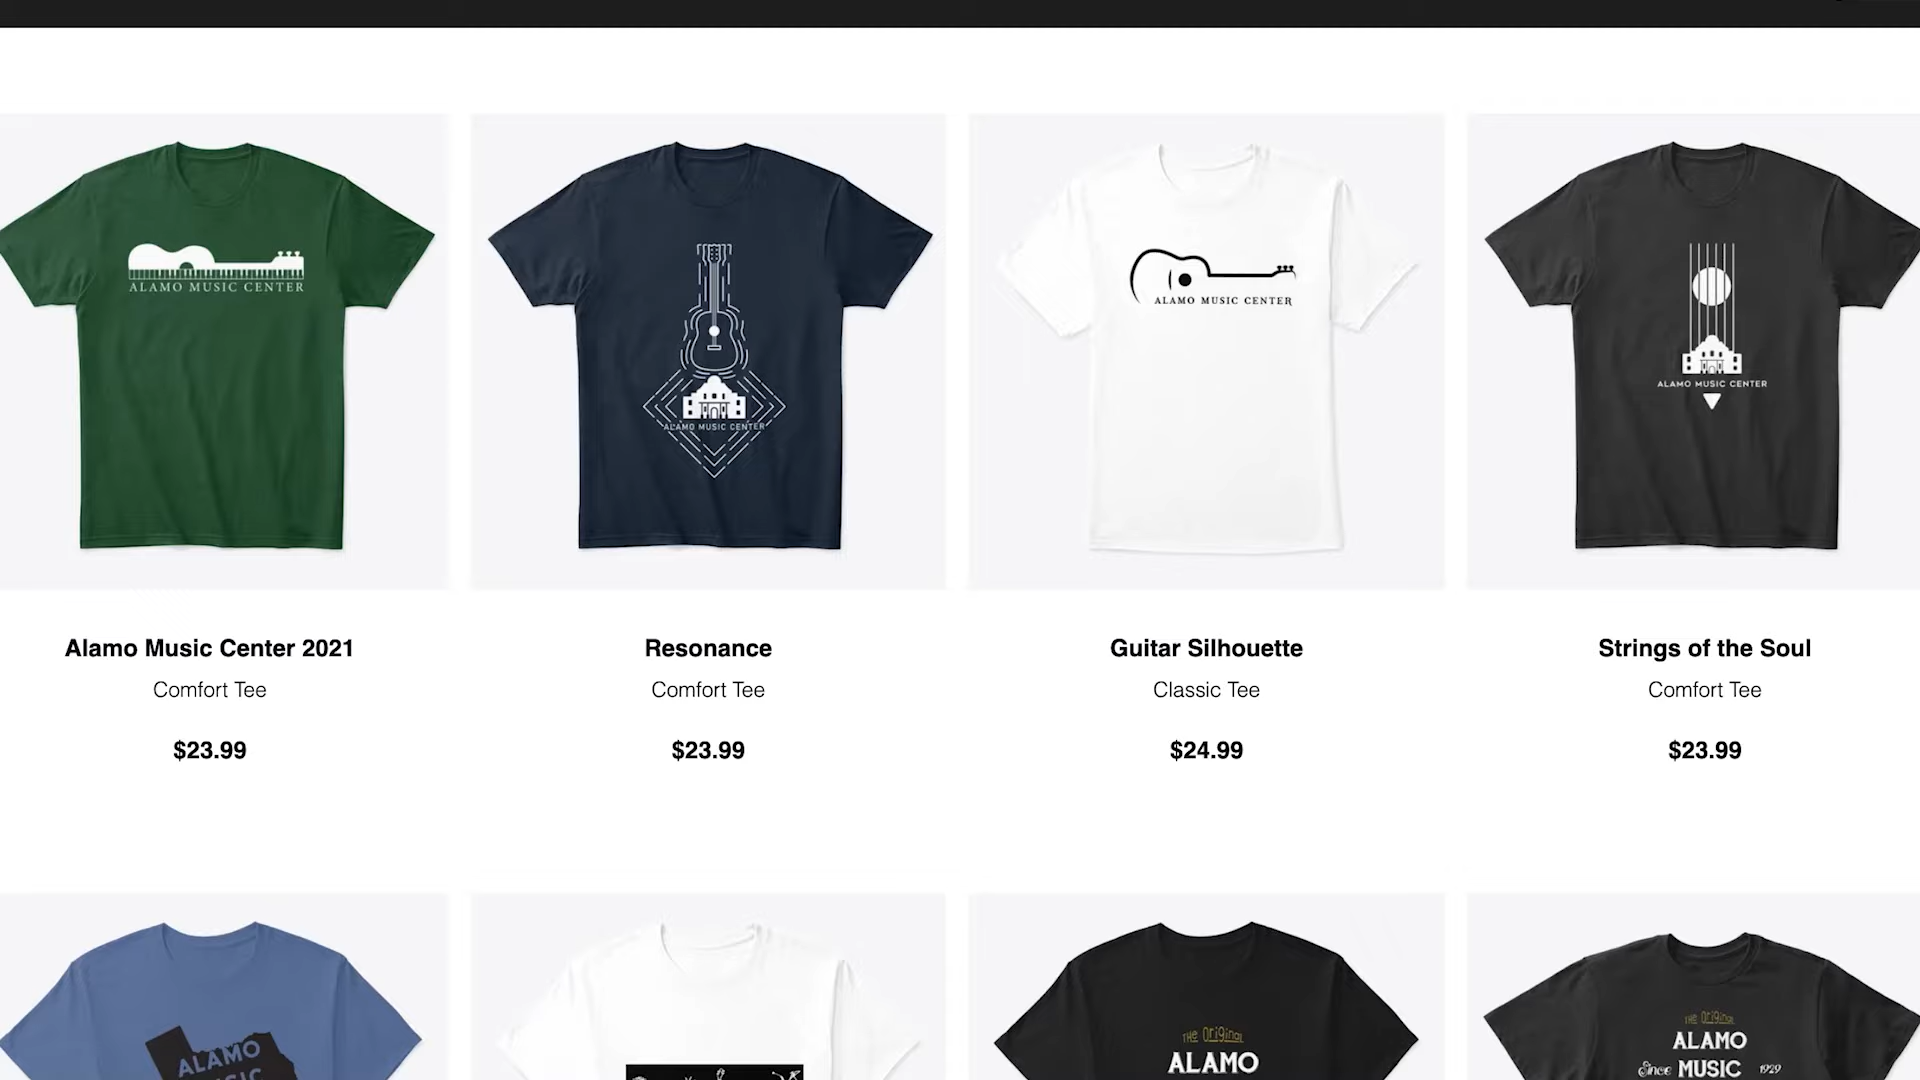 ALAMO MUSIC CENTER
ALAMO MUSIC CENTER
ALAMO MUSIC CENTER
ALAMO MUSIC CENTER
Alamo Music Center 2021
Comfort Tee
$23.99
Resonance
Comfort Tee
$23.99
Guitar Silhouette
Classic Tee
$24.99
Strings of the Soul
Comfort Tee
$23.99
ALAMO
The Original
ALAMO
The Original
ALAMO
Since MUSIC 1929